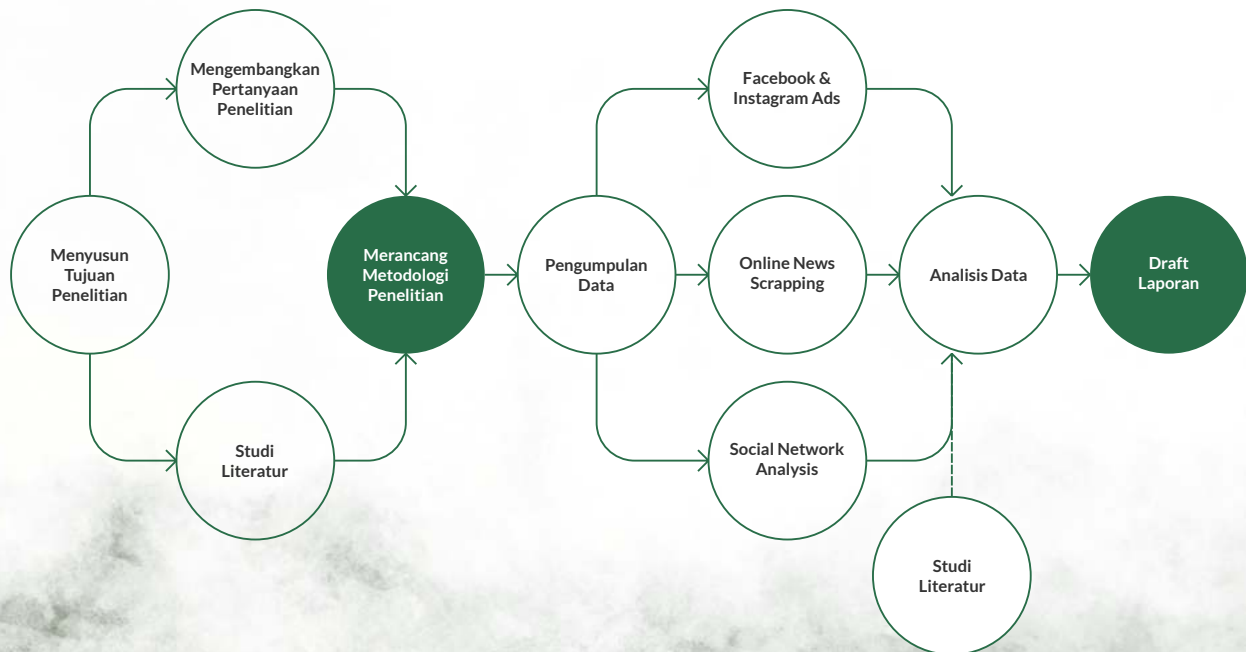 Mengembangkan
Pertanyaan
Penelitian
Menyusun
Tujuan
Penelitian
Studi
Literatur
Merancang
Metodologi
Penelitian
Pengumpulan
Data
Facebook &
Instagram Ads
Online News
Scrapping
Social Network
Analysis
Analisis Data
Studi
Literatur
Draft
Laporan